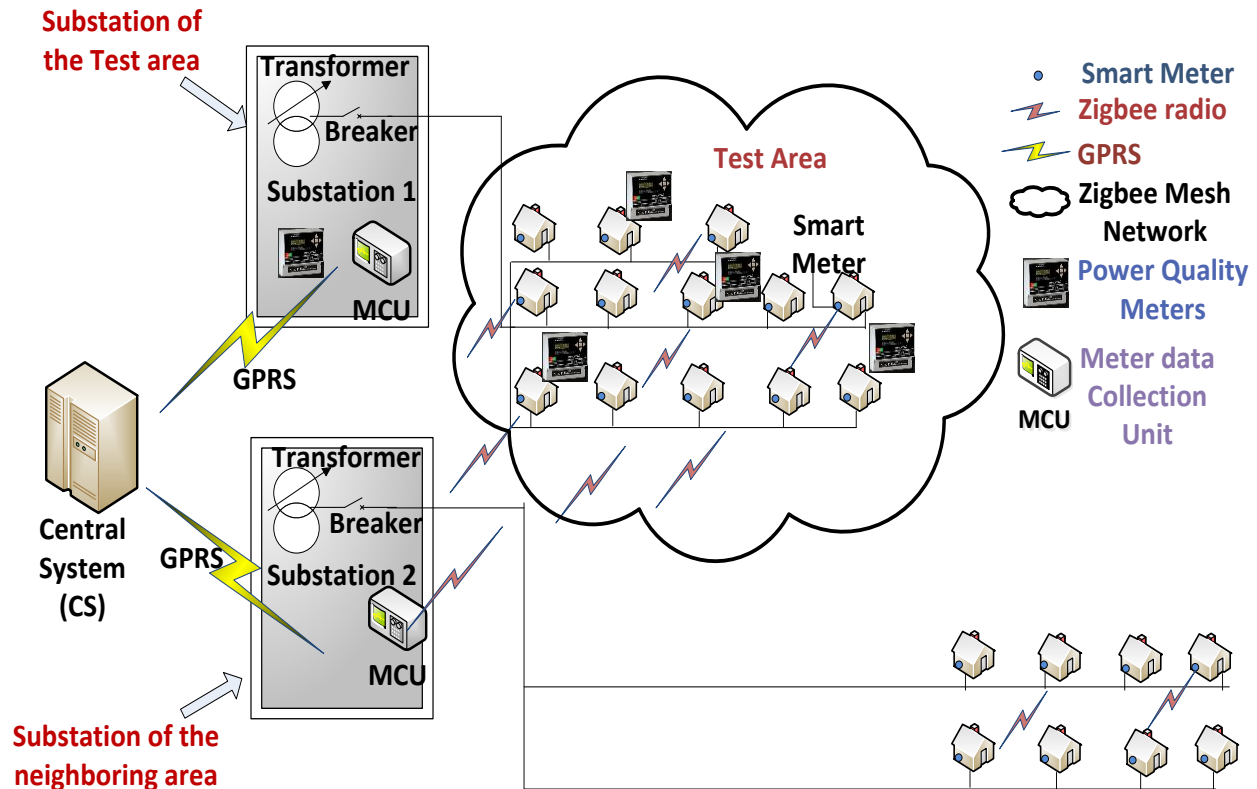 Substation of
the Test area
Transformer
Breaker
Substation 1
MCU
GPRS
Test Area
Smart
Meter
Smart Meter
Zigbee radio
GPRS
Zigbee Mesh
Network
Power Quality
Meters
MCU
Meter data
Collection
Unit
Central
System
(CS)
GPRS
Transformer
Breaker
Substation 2
MCU
Substation of the
neighboring area